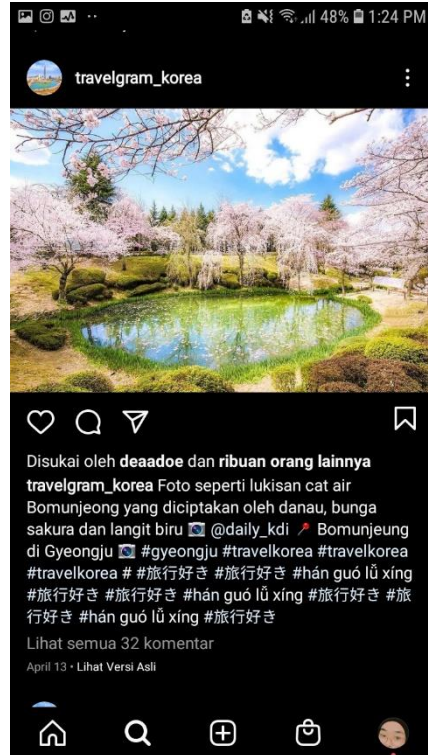 48% 1:24 PM
travelgram_korea
Disukai oleh deaadoe dan ribuan orang lainnya
travelgram_korea Foto seperti lukisan cat air
Bomunjeong yang diciptakan oleh danau, bunga
sakura dan langit biru 📷 @daily_kdi 📍 Bomunjeung
di Gyeongju 📷 #gyeongju #travelkorea #travelkorea
#travelkorea # #旅行好き #旅行好き #hán guó lǚ xíng
#旅行好き #旅行好き #hán guó lǚ xíng #旅行好き #旅
行好き #hán guó lǚ xíng #旅行好き
Lihat semua 32 komentar
April 13 • Lihat Versi Asli